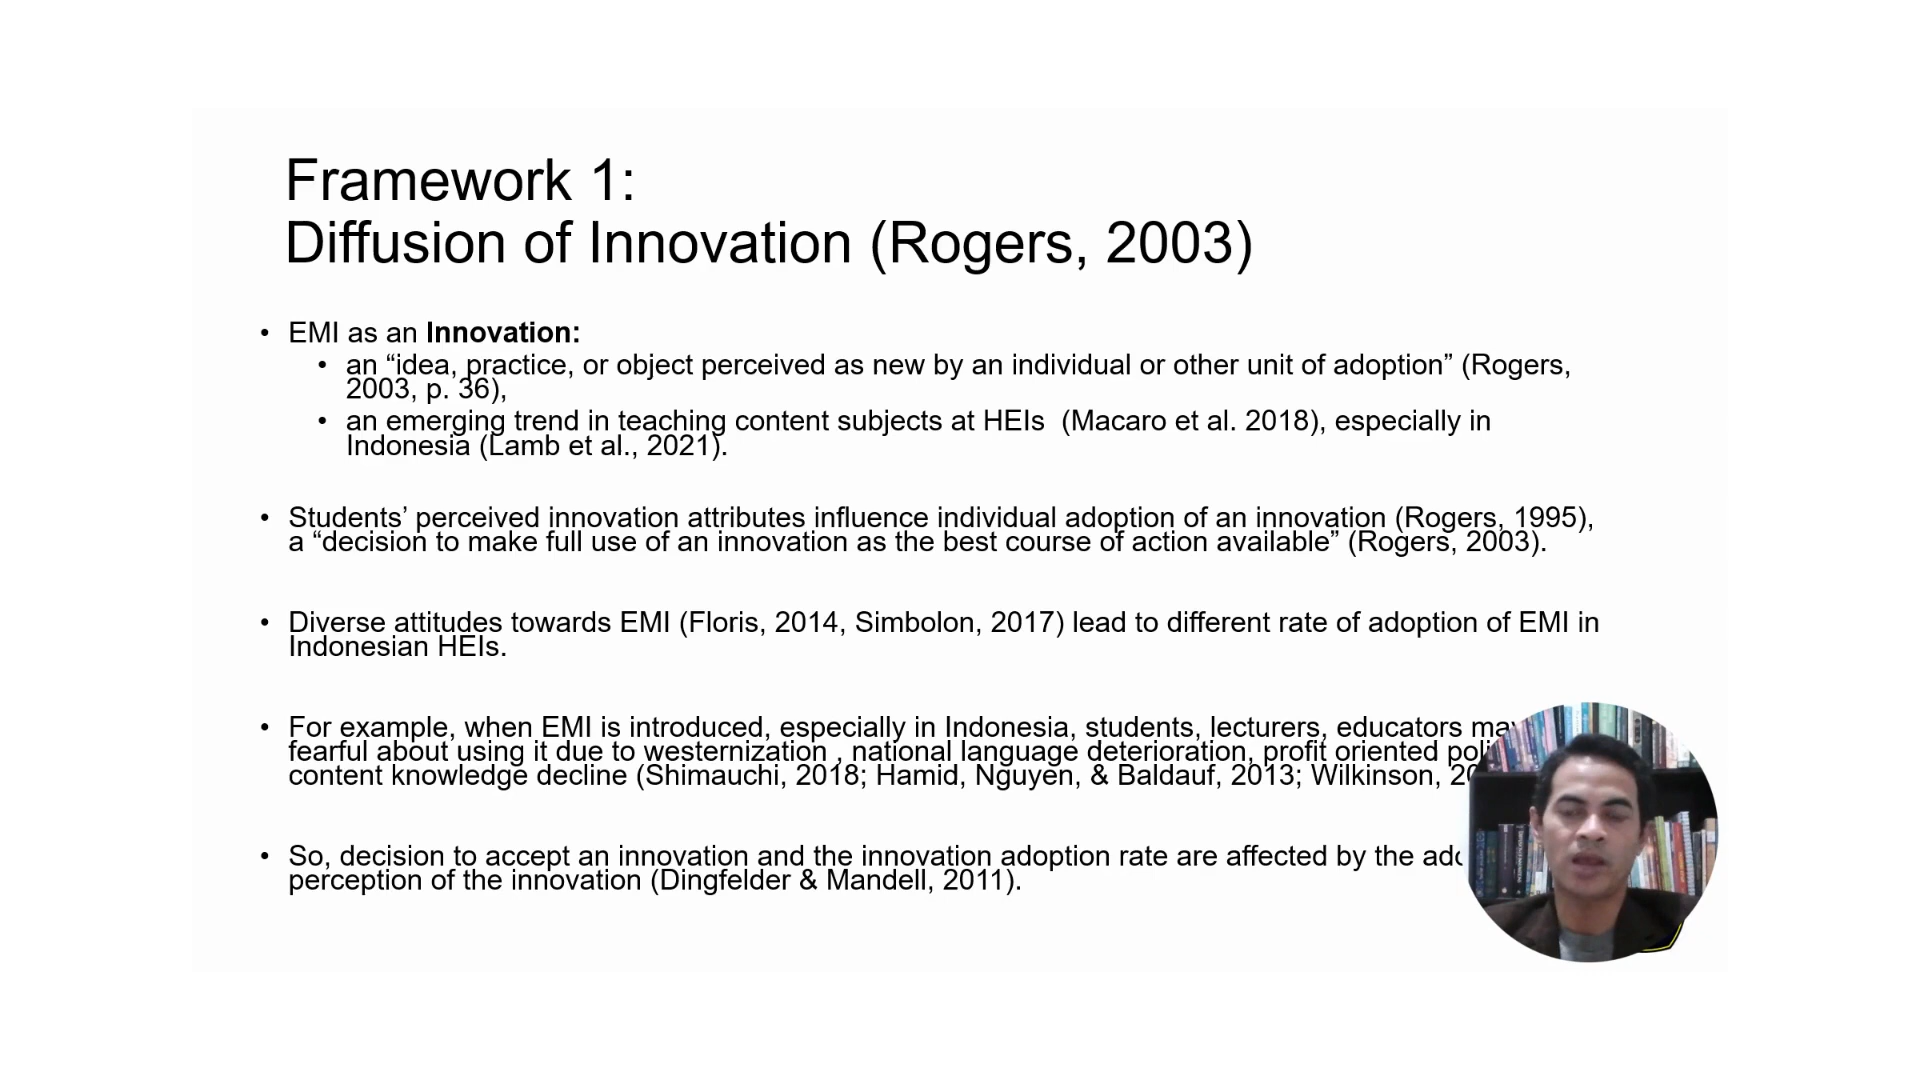 Framework 1:
Diffusion of Innovation (Rogers, 2003)
• EMI as an Innovation:
• an “idea, practice, or object perceived as new by an individual or other unit of adoption” (Rogers,
2003, p. 36),
• an emerging trend in teaching content subjects at HEIs  (Macaro et al. 2018), especially in
Indonesia (Lamb et al., 2021).
• Students’ perceived innovation attributes influence individual adoption of an innovation (Rogers, 1995),
a “decision to make full use of an innovation as the best course of action available” (Rogers, 2003).
• Diverse attitudes towards EMI (Floris, 2014, Simbolon, 2017) lead to different rate of adoption of EMI in
Indonesian HEIs.
• For example, when EMI is introduced, especially in Indonesia, students, lecturers, educators
fearful about using it due to westernization , national language deterioration, profit oriented
content knowledge decline (Shimauchi, 2018; Hamid, Nguyen, & Baldauf, 2013; Wilkinson,
• So, decision to accept an innovation and the innovation adoption rate are affected by the
perception of the innovation (Dingfelder & Mandell, 2011).